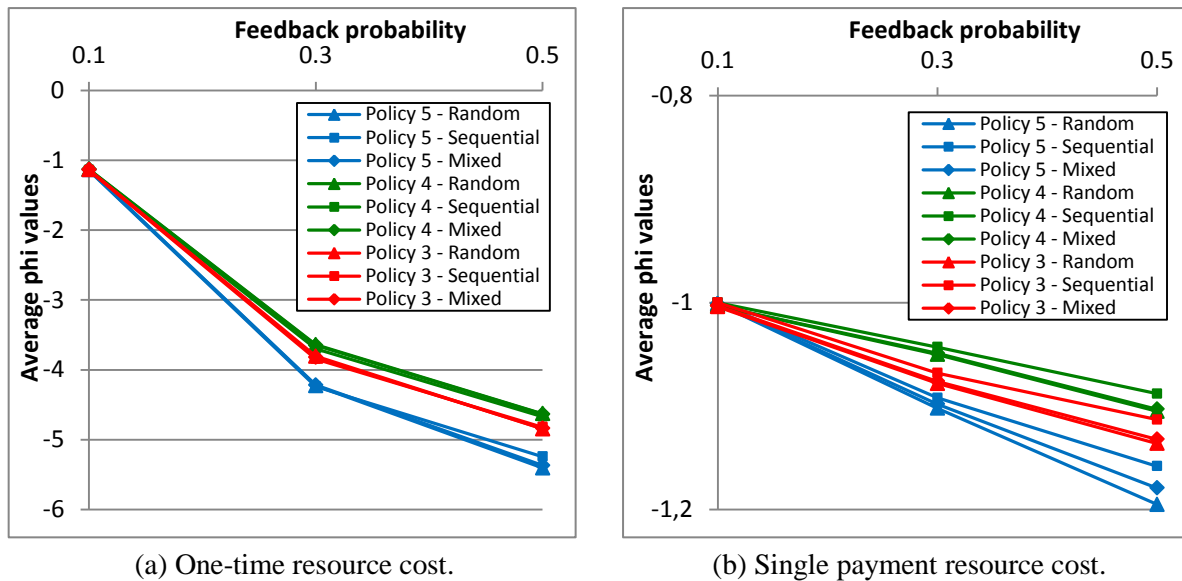 Feedback probability
0.1 0.3 0.5
0
-1
-2
-3
-4
-5
-6
Average phi values
Policy 5 - Random
Policy 5 - Sequential
Policy 5 - Mixed
Policy 4 - Random
Policy 4 - Sequential
Policy 4 - Mixed
Policy 3 - Random
Policy 3 - Sequential
Policy 3 - Mixed
(a) One-time resource cost.
Feedback probability
0.1 0.3 0.5
-0,8
-1
-1,2
Average phi values
Policy 5 - Random
Policy 5 - Sequential
Policy 5 - Mixed
Policy 4 - Random
Policy 4 - Sequential
Policy 4 - Mixed
Policy 3 - Random
Policy 3 - Sequential
Policy 3 - Mixed
(b) Single payment resource cost.